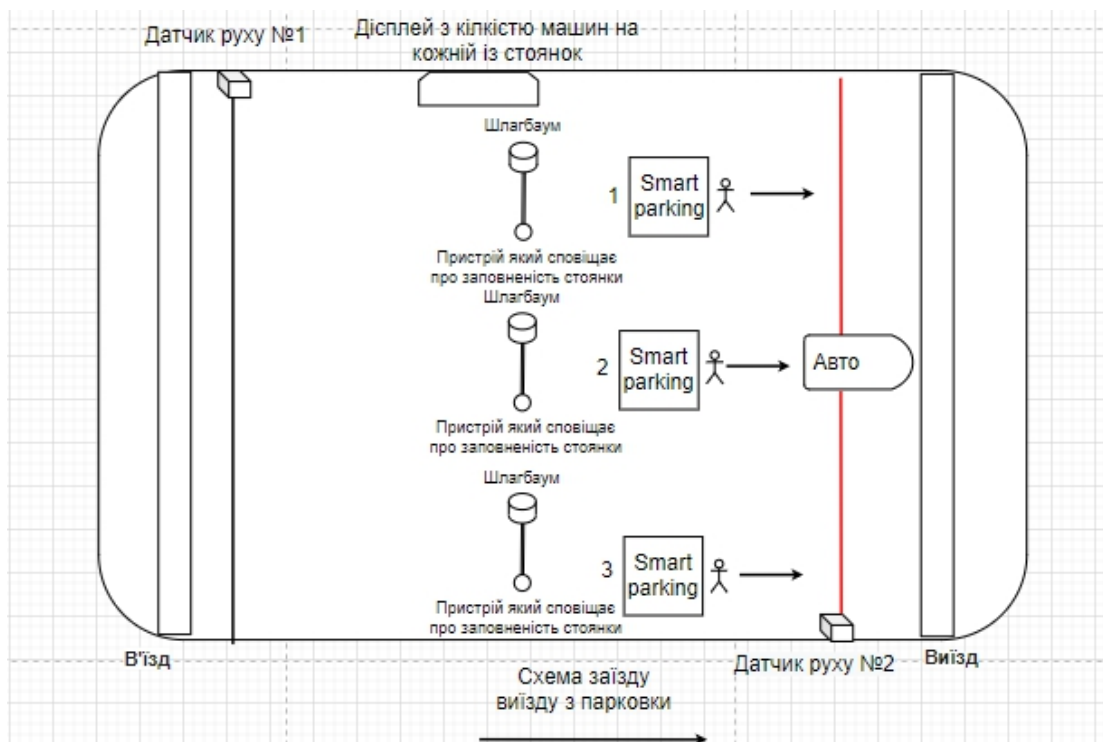 Датчик руху №1
Дісплей з кілкістю машин на
кожній із стоянок
Шлагбаум
1
Smart
parking
Пристрій який сповіщає
про заповненість стоянки
Шлагбаум
2
Smart
parking
Авто
Пристрій який сповіщає
про заповненість стоянки
Шлагбаум
3
Smart
parking
Пристрій який сповіщає
про заповненість стоянки
В'їзд
Датчик руху №2
Виїзд
Схема заїзду
виїзду з парковки